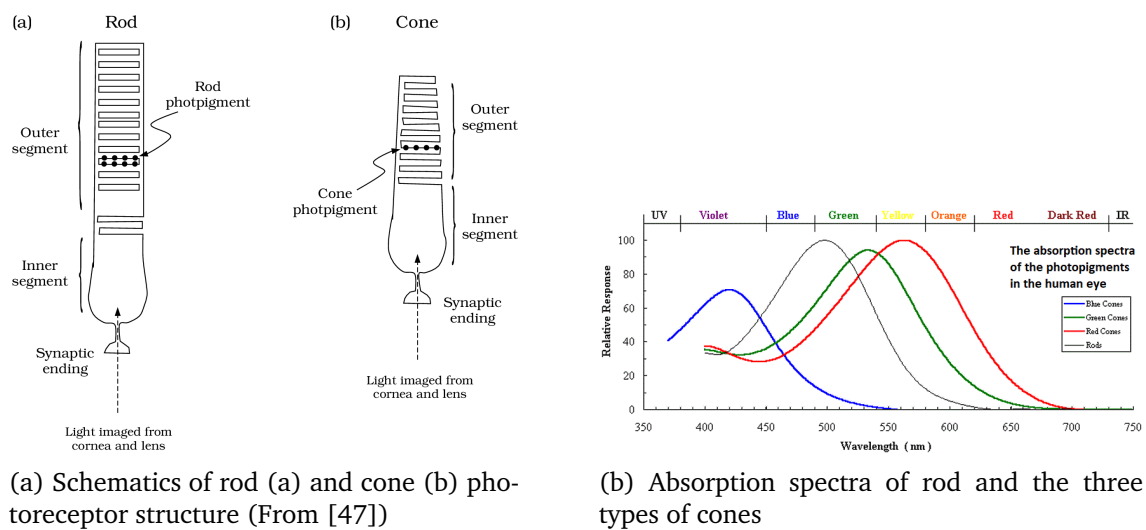 (a)
Rod
Rod
photpigment
Outer
segment
Inner
segment
Synaptic
ending
Light imaged from
cornea and lens
(b)
Cone
Outer
segment
Cone
photpigment
Inner
segment
Synaptic
ending
Light imaged from
cornea and lens
(a) Schematics of rod (a) and cone (b) pho-
toreceptor structure (From [47])
UV Violet Blue Green Yellow Orange Red Dark Red IR
The absorption spectra
of the photopigments
in the human eye
Blue Cones
Green Cones
Red Cones
Rods
Relative Response
100
80
60
40
20
0
350 400 450 500 550 600 650 700 750
Wavelength ( nm )
(b) Absorption spectra of rod and the three
types of cones